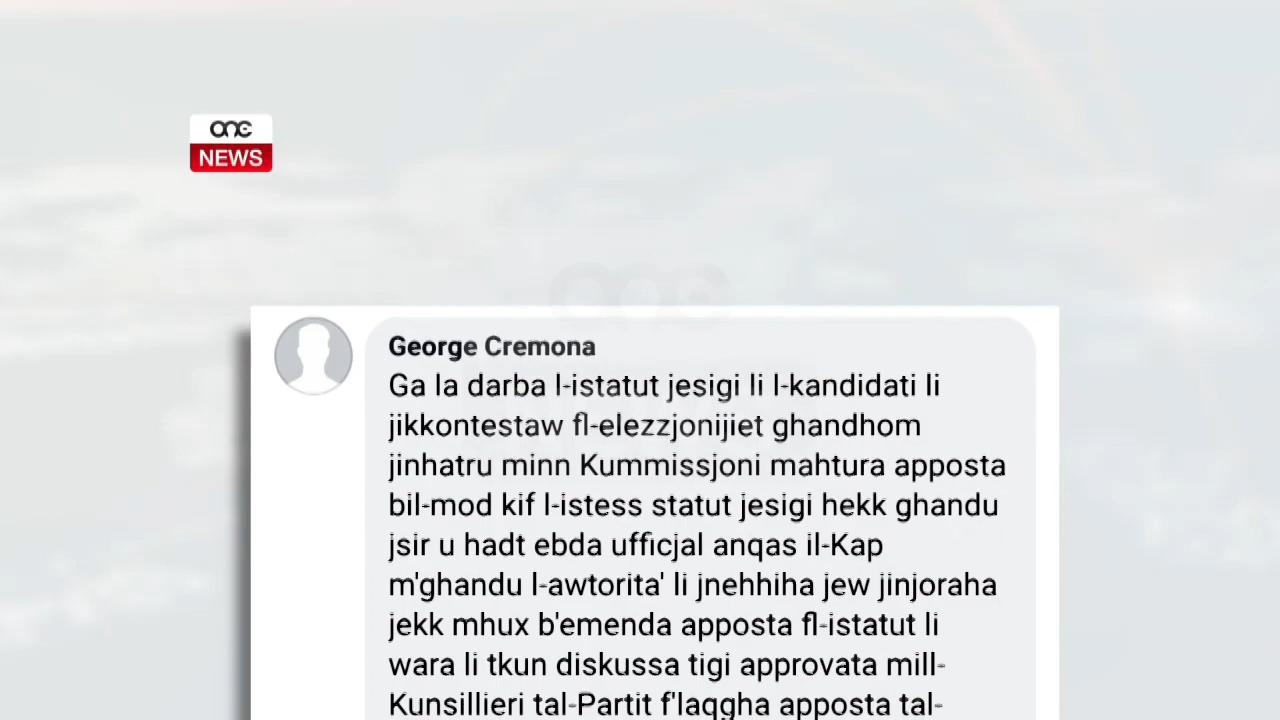 one
NEWS
George Cremona
Ga la darba l-istatut jesigi li l-kandidati li
jikkontestaw fl-elezzjonijiet ghandhom
jinhatru minn Kummissjoni mahtura apposta
bil-mod kif l-istess statut jesigi hekk ghandu
jsir u hadt ebda ufficjal anqas il-Kap
m'ghandu l-awtorita' li jnehhiha jew jinjoraha
jekk mhux b'emenda apposta fl-istatut li
wara li tkun diskussa tigi approvata mill-
Kunsillieri tal-Partit f'laqgha apposta tal-